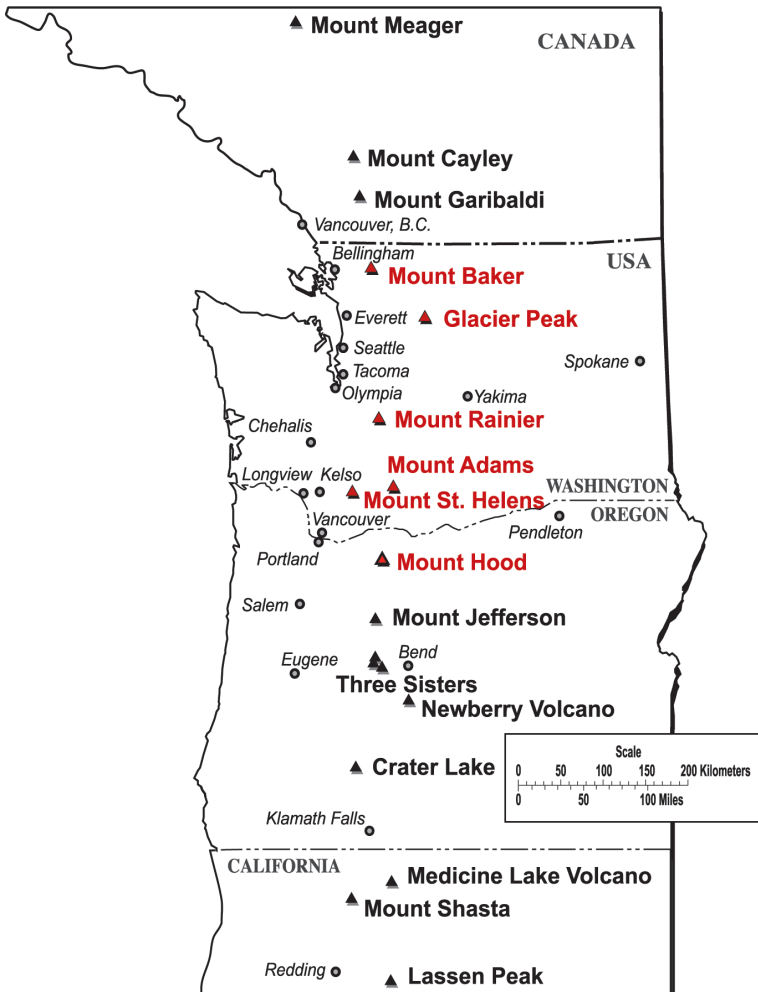 Mount Meager
CANADA
Mount Cayley
Mount Garibaldi
Vancouver, B.C.
Bellingham
USA
Mount Baker
Everett
Glacier Peak
Seattle
Spokane
Tacoma
Olympia
Yakima
Mount Rainier
Chehalis
Mount Adams
Longview
Kelso
WASHINGTON
Mount St. Helens
OREGON
Vancouver
Pendleton
Portland
Mount Hood
Salem
Mount Jefferson
Eugene
Bend
Three Sisters
Newberry Volcano
Scale
0 50 100 150 200 Kilometers
0 50 100 Miles
Crater Lake
Klamath Falls
CALIFORNIA
Medicine Lake Volcano
Mount Shasta
Redding
Lassen Peak